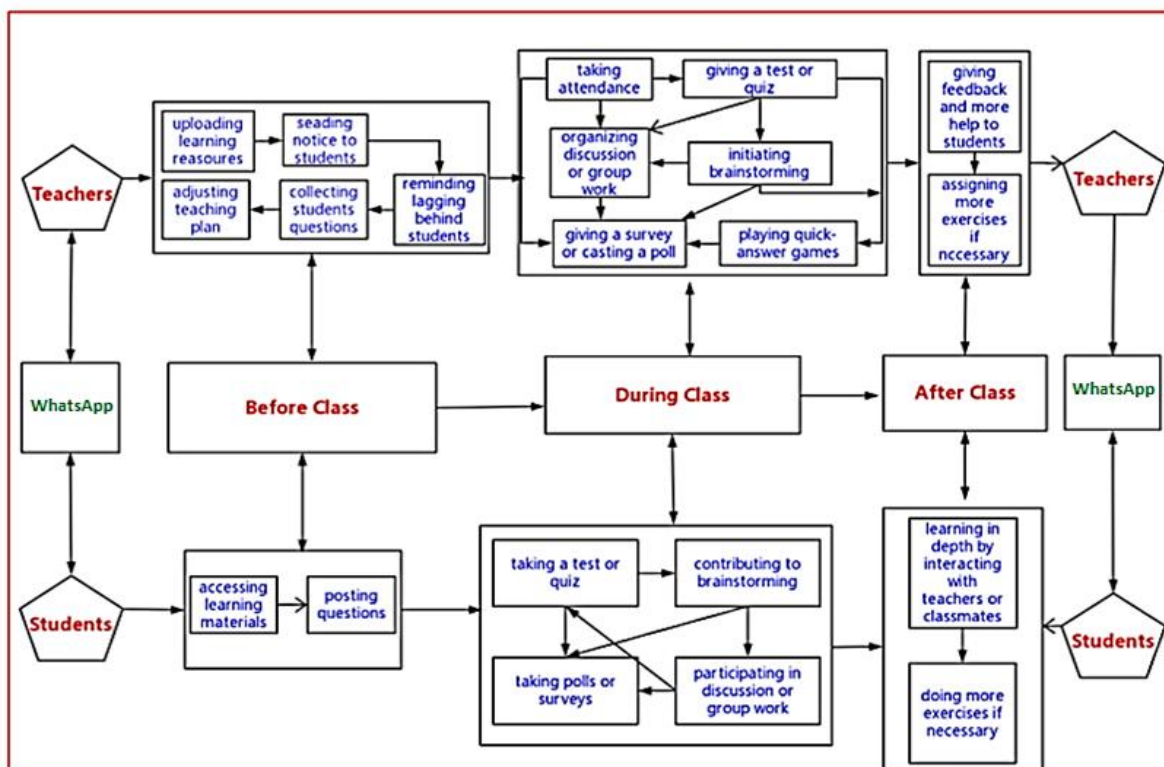 taking
attendance
giving a test or
quiz
giving
feedback
and more
help to
students
uploading
learning
reasoures
seading
notice to
students
organizing
discussion
or group
work
initiating
brainstorming
Teachers
adjusting
teaching
plan
collecting
students
questions
reminding
lagging
behind
students
assigning
more
exercises
if
nccessary
Teachers
giving a survey
or casting a poll
playing quick-
answer games
WhatsApp
Before Class
During Class
After Class
WhatsApp
Students
accessing
learning
materials
posting
questions
taking a test or
quiz
contributing to
brainstorming
learning in
depth by
interacting
with
teachers or
classmates
Students
taking polls or
surveys
participating in
discussion or
group work
doing more
exercises if
necessary